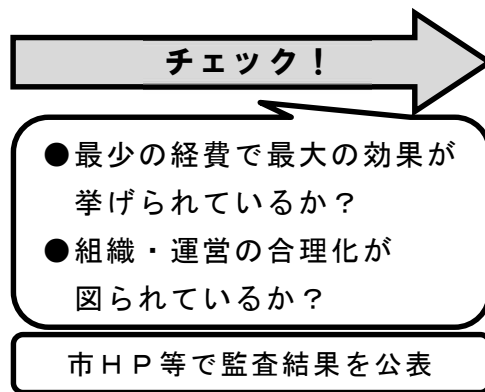 チェック！
●最少の経費で最大の効果が
挙げられているか？
●組織・運営の合理化が
図られているか？
市ＨＰ等で監査結果を公表